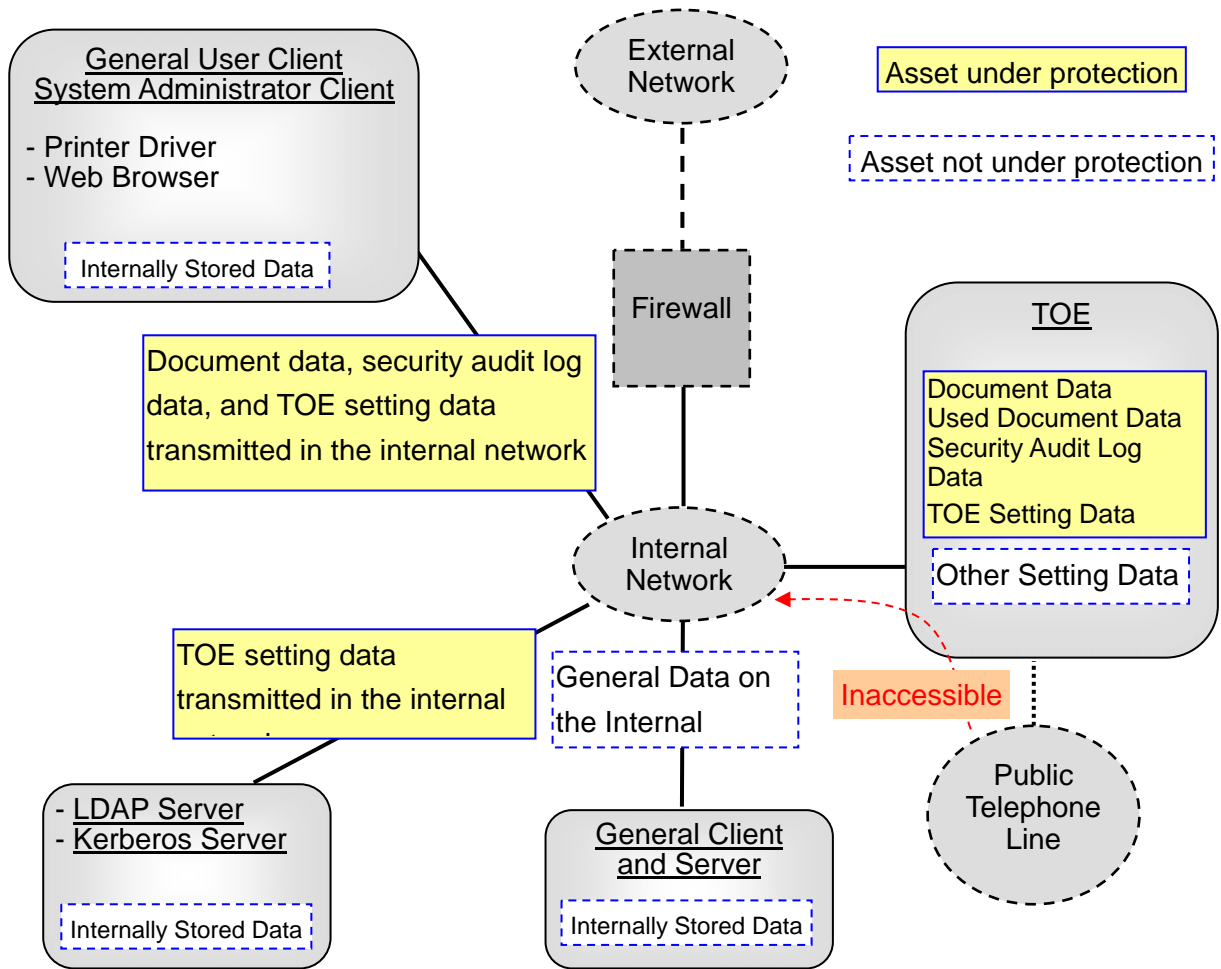 General User Client
System Administrator Client
- Printer Driver
- Web Browser
Internally Stored Data
External
Network
Asset under protection
Asset not under protection
Firewall
Document data, security audit log
data, and TOE setting data
transmitted in the internal network
TOE
Document Data
Used Document Data
Security Audit Log
Data
TOE Setting Data
Other Setting Data
Internal
Network
TOE setting data
transmitted in the internal
General Data on
the Internal
Inaccessible
Public
Telephone
Line
- LDAP Server
- Kerberos Server
Internally Stored Data
General Client
and Server
Internally Stored Data